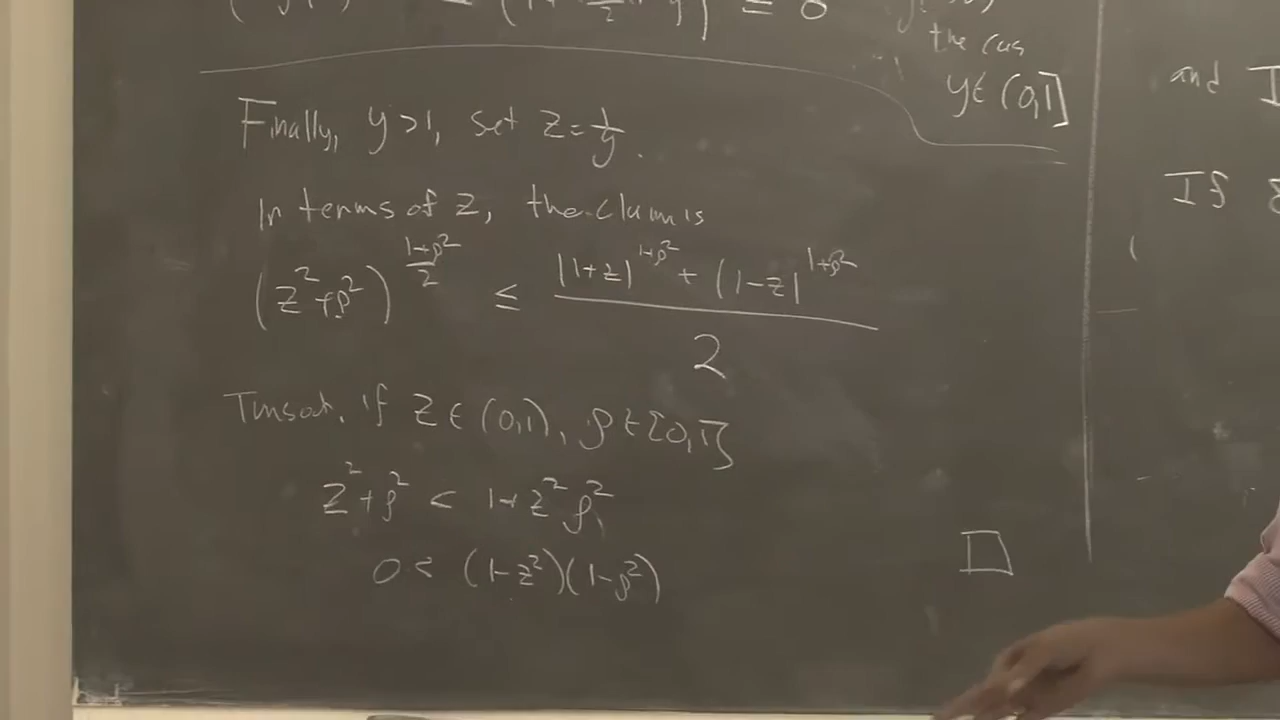 the cas
y∈(0,1]
Finally, y>1, set z=1/y.
In terms of z, the claim is
(z²+ρ²)^((1+ρ²)/2) ≤ (|1+z|^(1+ρ²) + |1-z|^(1+ρ²))/2
if z∈(0,1), ρ∈[0,1]
z²+ρ² < 1+z²ρ²
0 < (1-z²)(1-ρ²)
□
and I
If